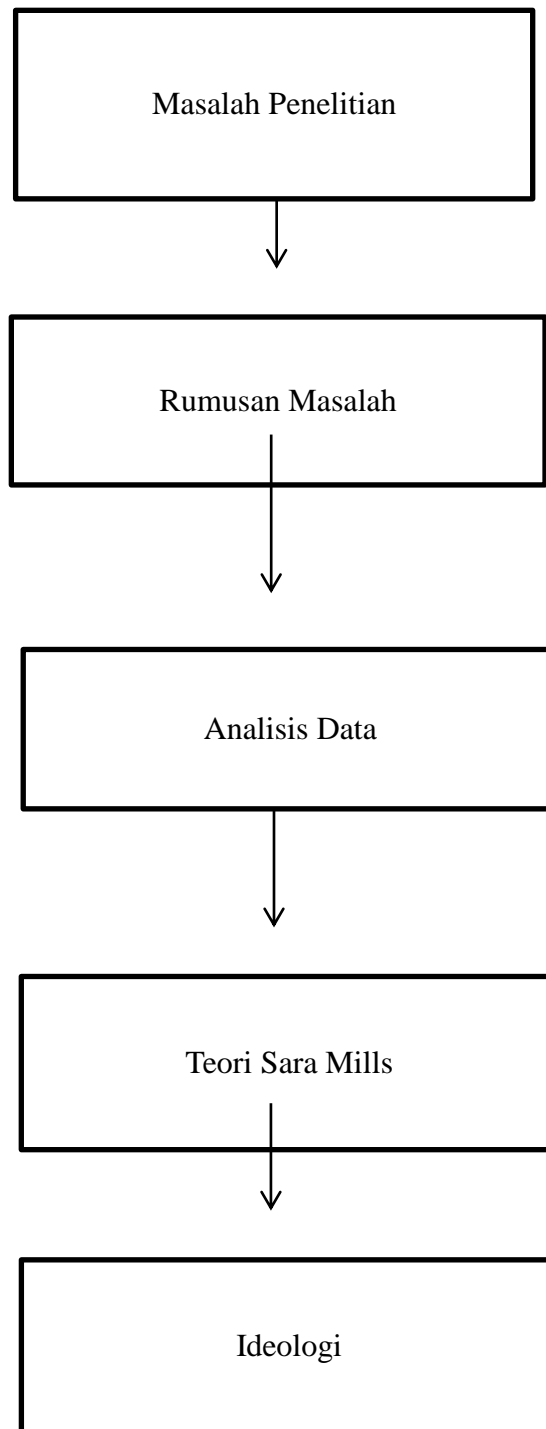 Masalah Penelitian
Rumusan Masalah
Analisis Data
Teori Sara Mills
Ideologi